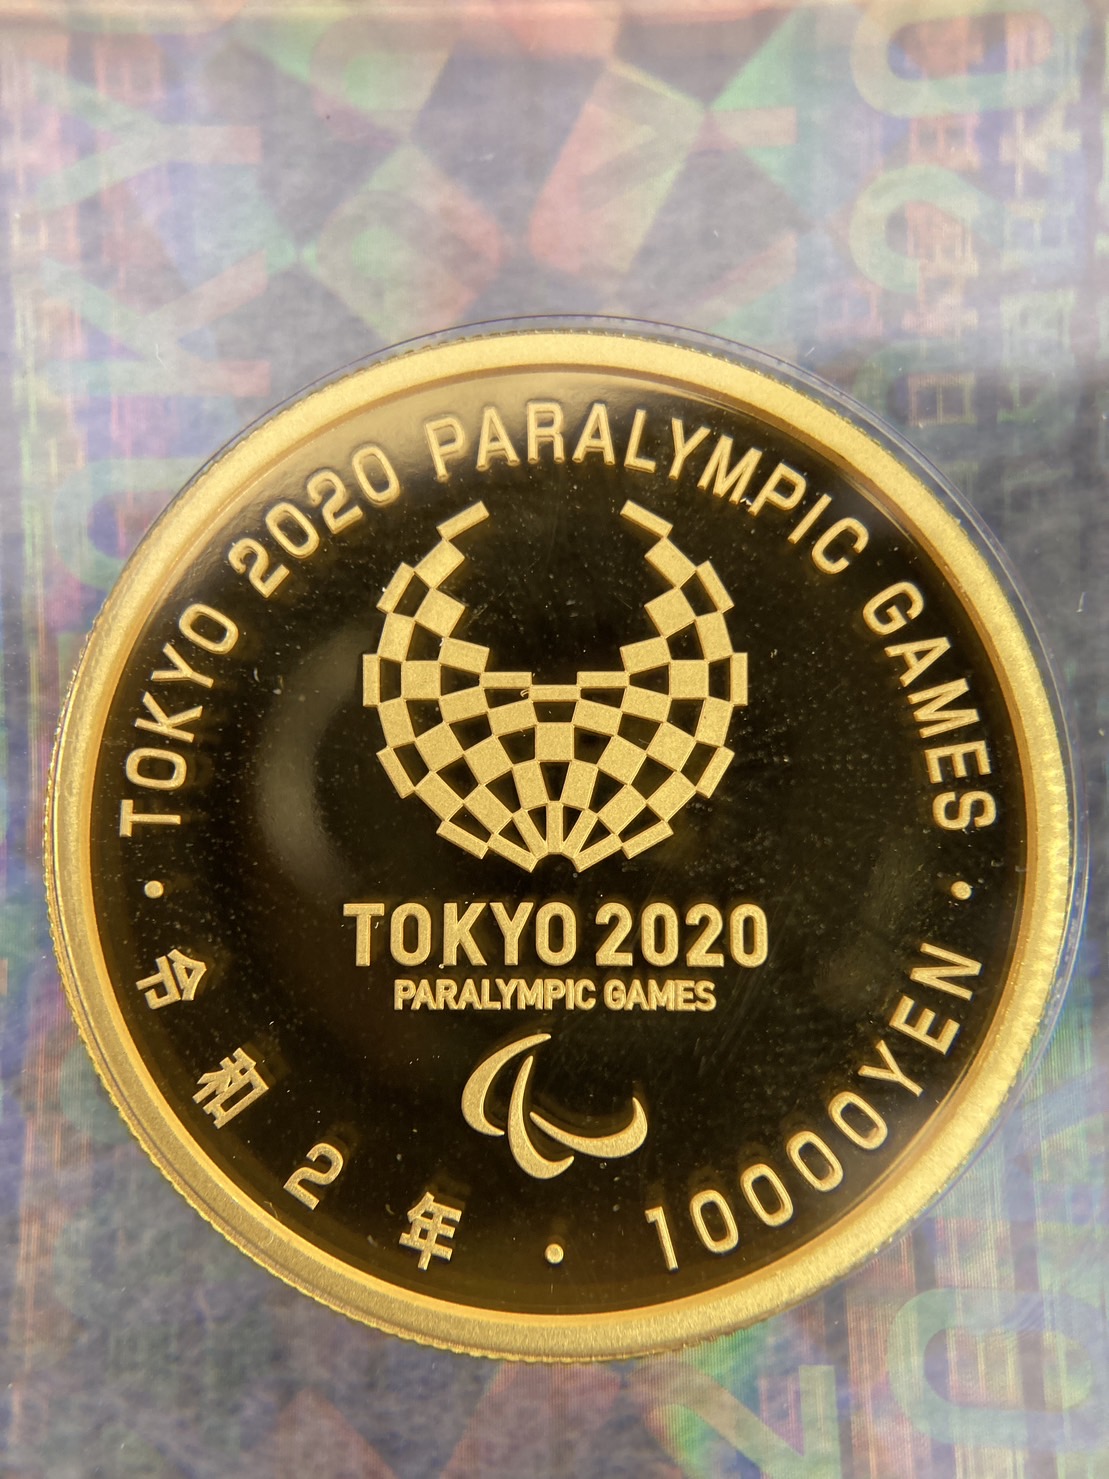 TOKYO 2020 PARALYMPIC GAMES
TOKYO 2020
PARALYMPIC GAMES
令和2年
10000YEN